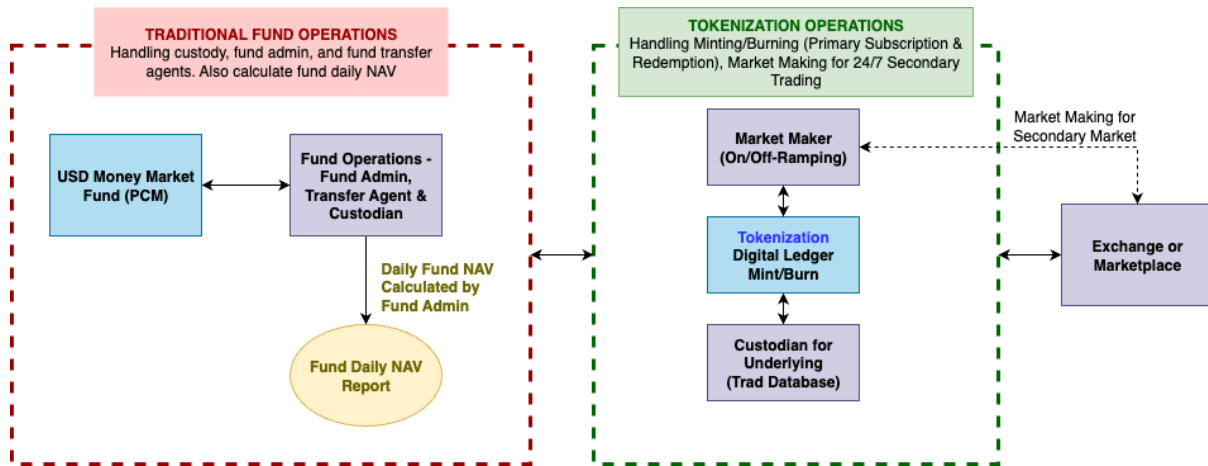 TRADITIONAL FUND OPERATIONS
Handling custody, fund admin, and fund transfer
agents. Also calculate fund daily NAV
USD Money Market
Fund (PCM)
Fund Operations -
Fund Admin,
Transfer Agent &
Custodian
Daily Fund NAV
Calculated by
Fund Admin
Fund Daily NAV
Report
TOKENIZATION OPERATIONS
Handling Minting/Burning (Primary Subscription &
Redemption), Market Making for 24/7 Secondary
Trading
Market Maker
(On/Off-Ramping)
Tokenization
Digital Ledger
Mint/Burn
Custodian for
Underlying
(Trad Database)
Market Making for
Secondary Market
Exchange or
Marketplace